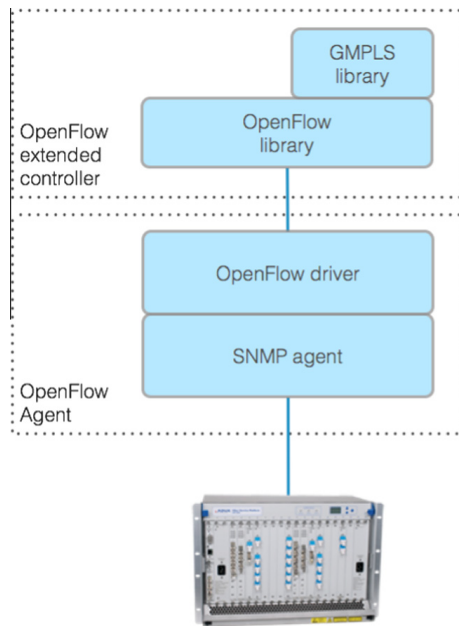 GMPLS
library
OpenFlow
library
OpenFlow
extended
controller
OpenFlow driver
SNMP agent
OpenFlow
Agent